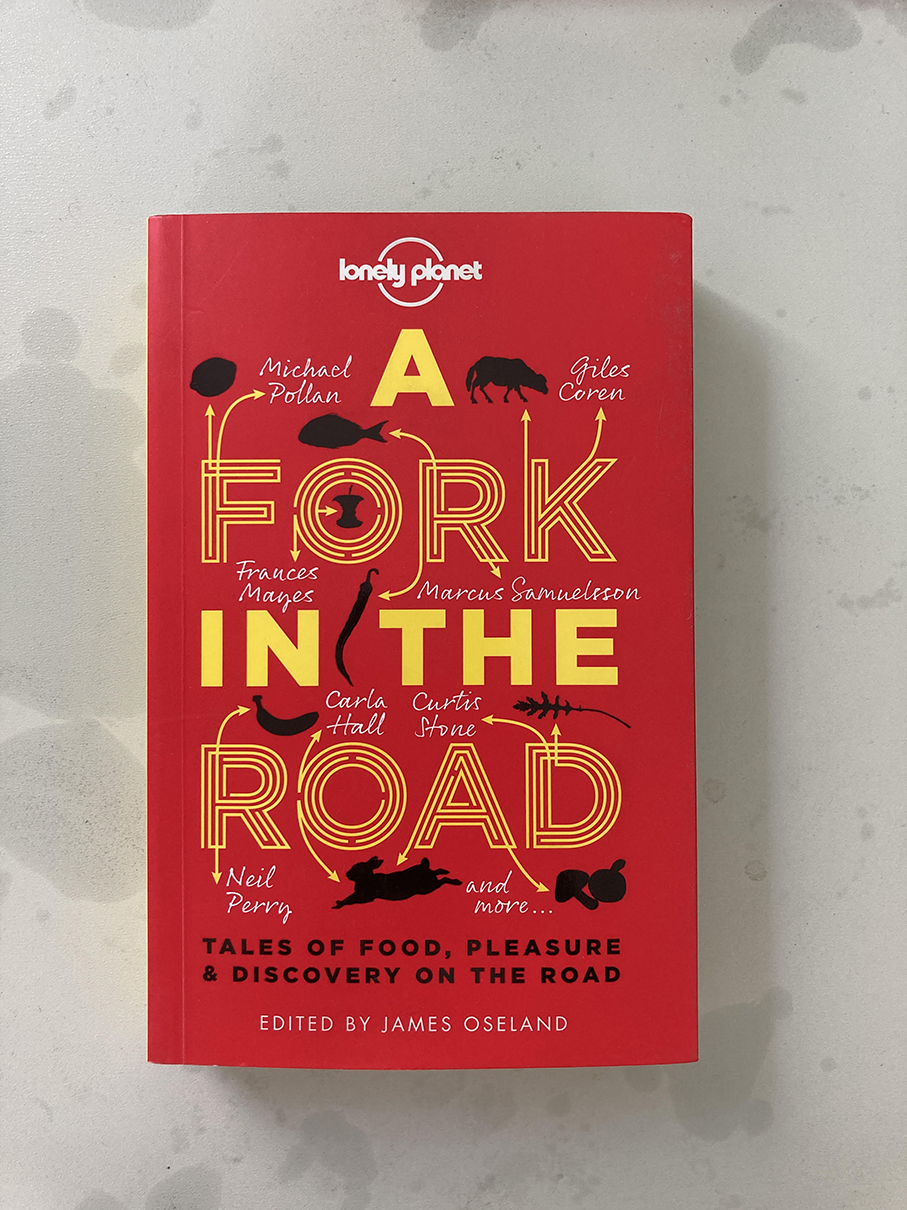 lonely planet
A
Michael
Pollan
Giles
Coren
FORK
Frances
Mayes
Marcus Samuelsson
IN THE
Carla
Hall
Curtis
Stone
ROAD
Neil
Perry
and
more...
TALES OF FOOD, PLEASURE
& DISCOVERY ON THE ROAD
EDITED BY JAMES OSELAND